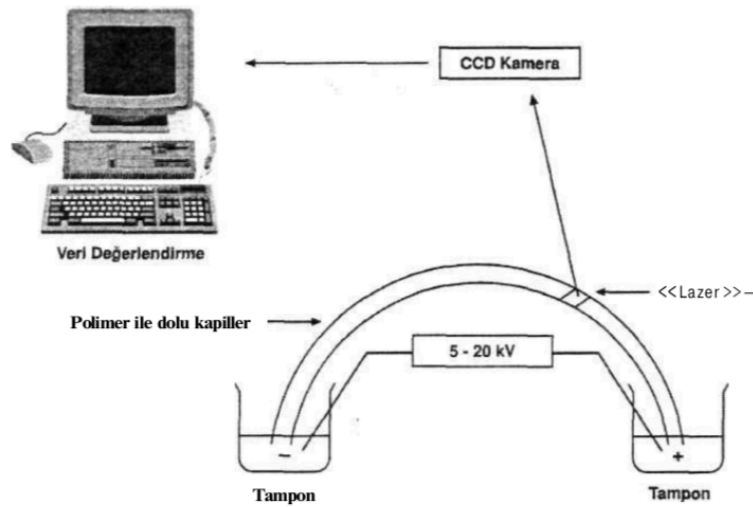 CCD Kamera
Veri Değerlendirme
<<Lazer>>
Polimer ile dolu kapiller
5 - 20 kV
−
+
Tampon
Tampon